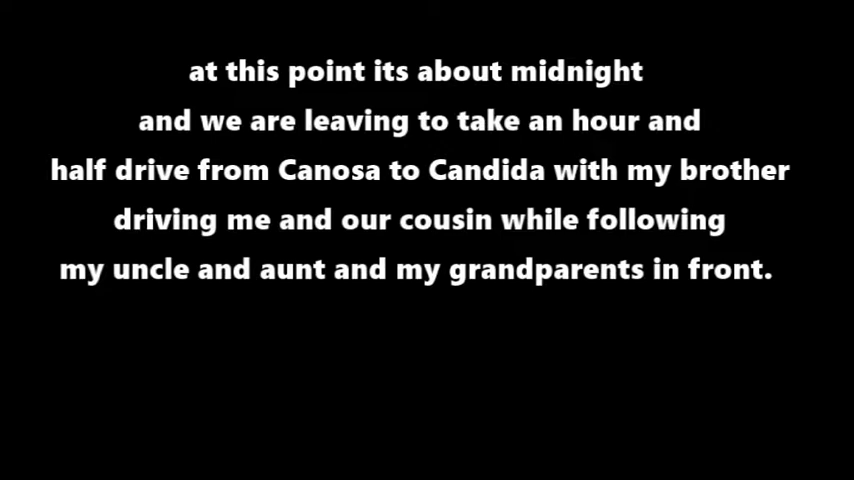 at this point its about midnight
and we are leaving to take an hour and
half drive from Canosa to Candida with my brother
driving me and our cousin while following
my uncle and aunt and my grandparents in front.